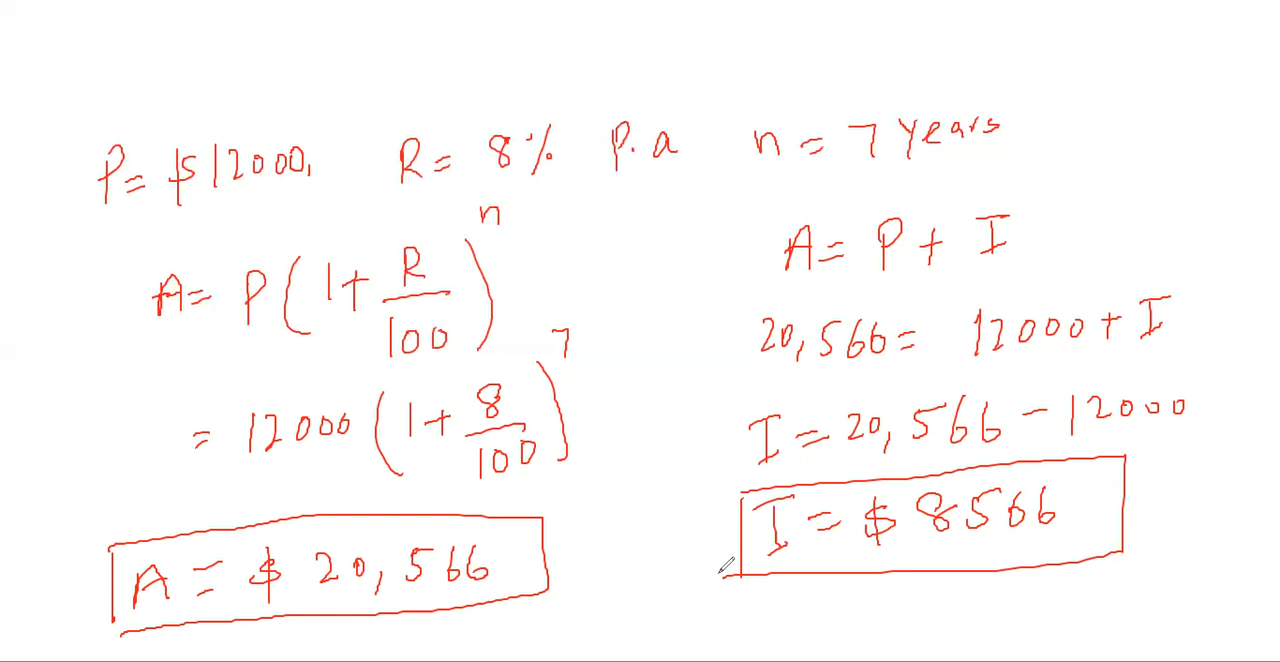 P = $12000, R = 8% P.a n = 7 years
A = P(1 + R/100)^n
= 12000(1 + 8/100)^7
A = $ 20,566
A = P + I
20,566 = 12000 + I
I = 20,566 - 12000
I = $ 8566